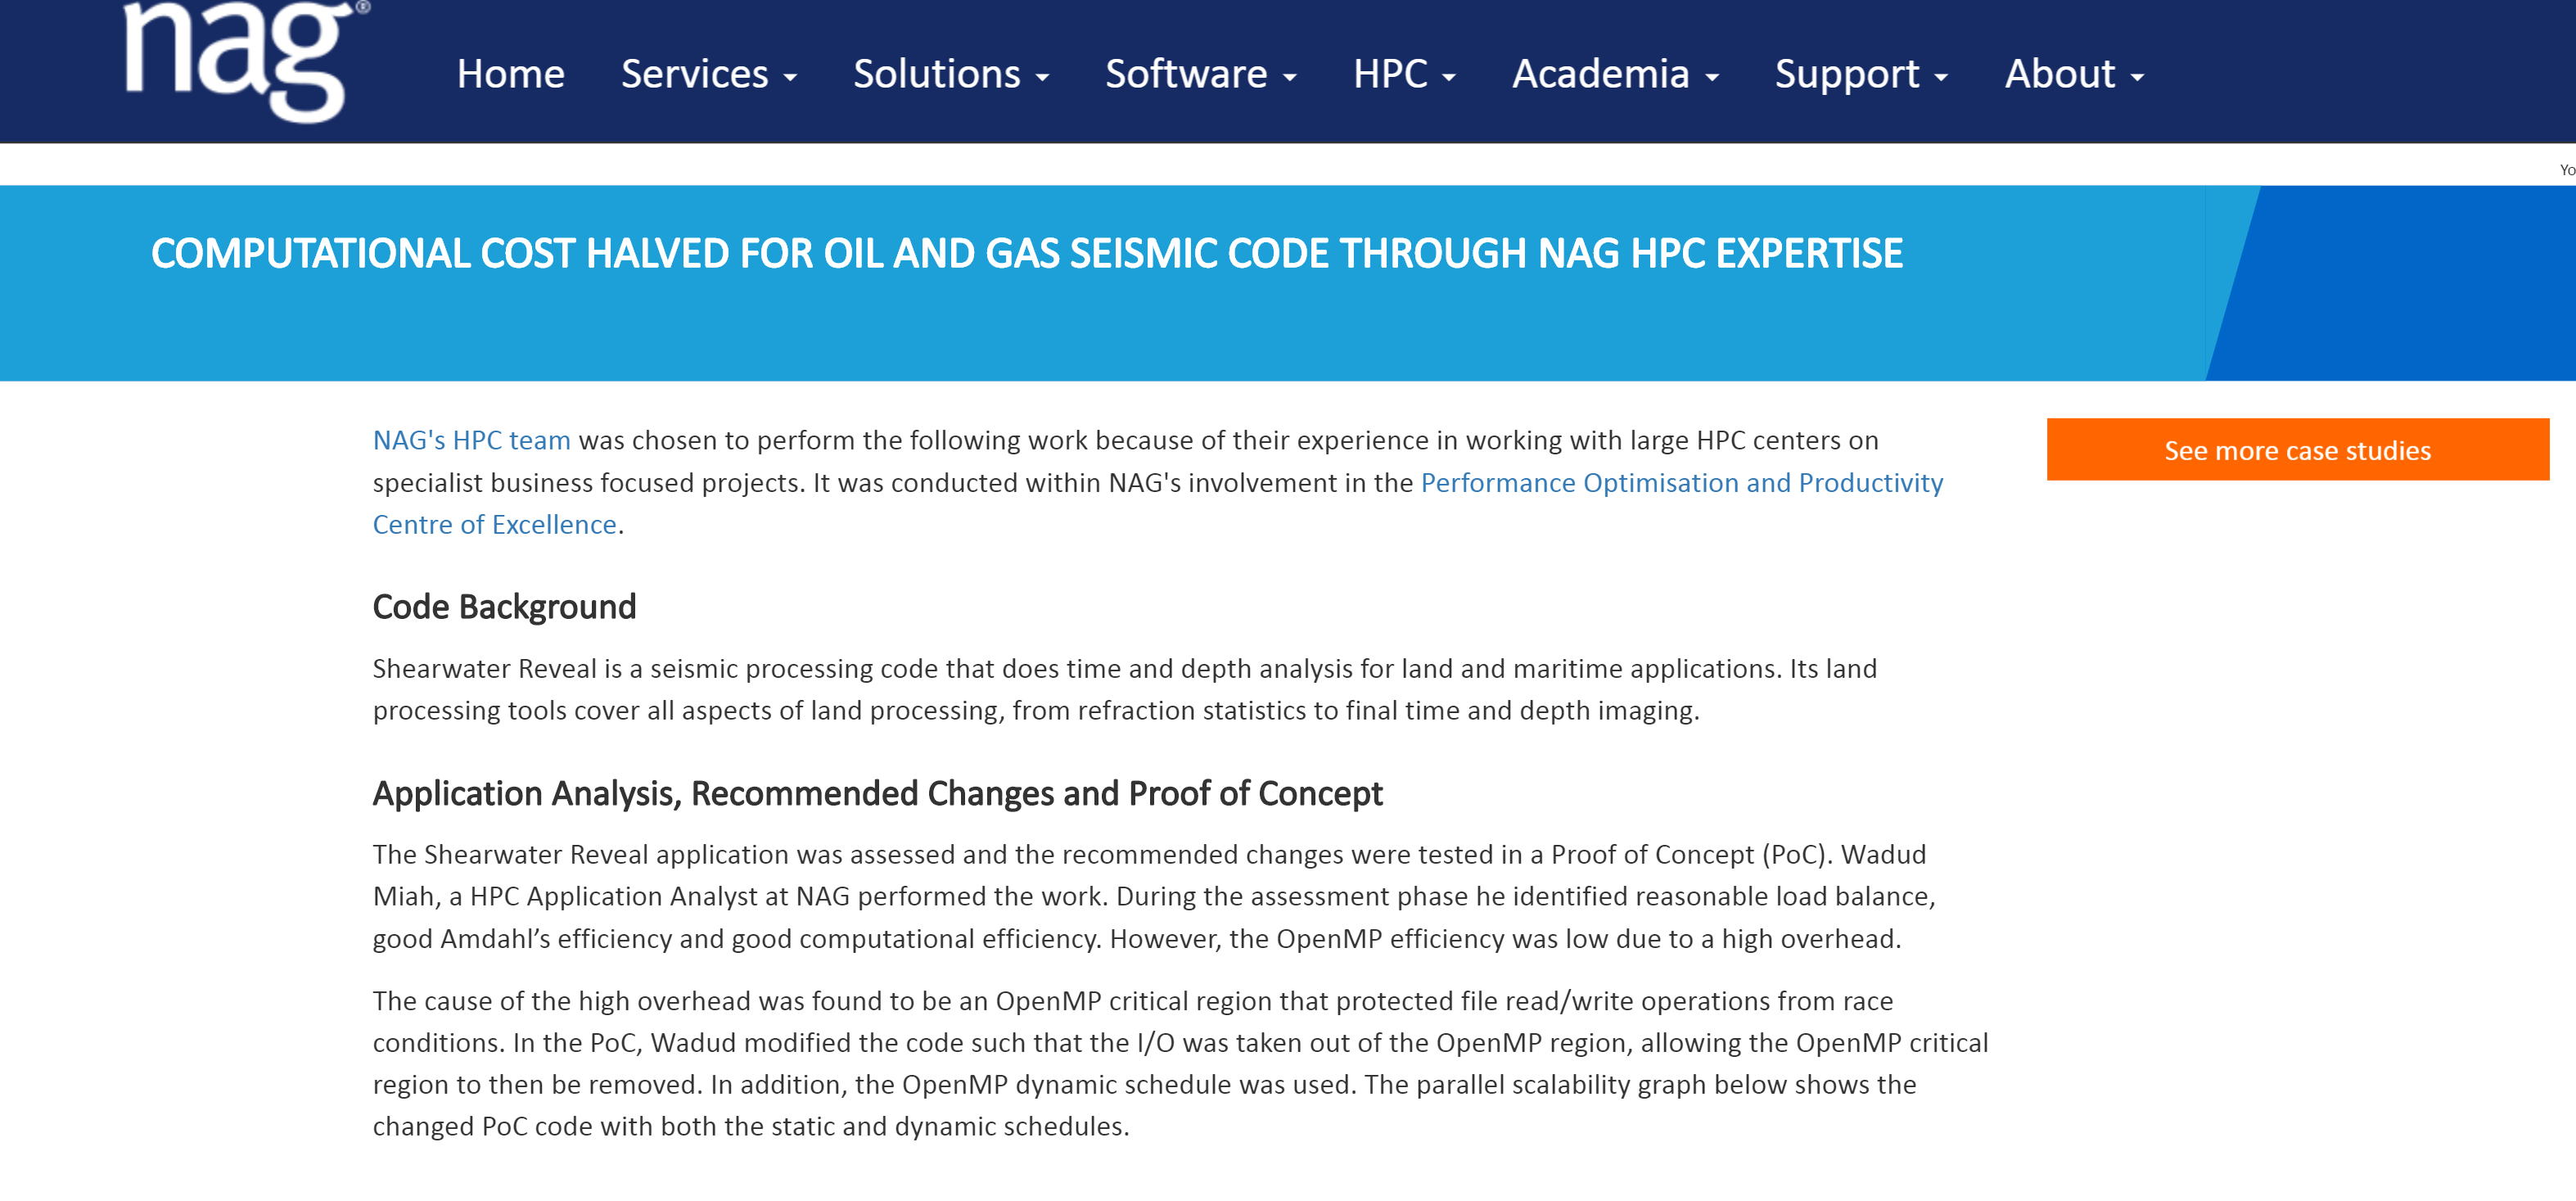 nag®
Home Services Solutions Software HPC Academia Support About
Yo
COMPUTATIONAL COST HALVED FOR OIL AND GAS SEISMIC CODE THROUGH NAG HPC EXPERTISE
NAG's HPC team was chosen to perform the following work because of their experience in working with large HPC centers on
specialist business focused projects. It was conducted within NAG's involvement in the Performance Optimisation and Productivity
Centre of Excellence.
See more case studies
Code Background
Shearwater Reveal is a seismic processing code that does time and depth analysis for land and maritime applications. Its land
processing tools cover all aspects of land processing, from refraction statistics to final time and depth imaging.
Application Analysis, Recommended Changes and Proof of Concept
The Shearwater Reveal application was assessed and the recommended changes were tested in a Proof of Concept (PoC). Wadud
Miah, a HPC Application Analyst at NAG performed the work. During the assessment phase he identified reasonable load balance,
good Amdahl’s efficiency and good computational efficiency. However, the OpenMP efficiency was low due to a high overhead.
The cause of the high overhead was found to be an OpenMP critical region that protected file read/write operations from race
conditions. In the PoC, Wadud modified the code such that the I/O was taken out of the OpenMP region, allowing the OpenMP critical
region to then be removed. In addition, the OpenMP dynamic schedule was used. The parallel scalability graph below shows the
changed PoC code with both the static and dynamic schedules.